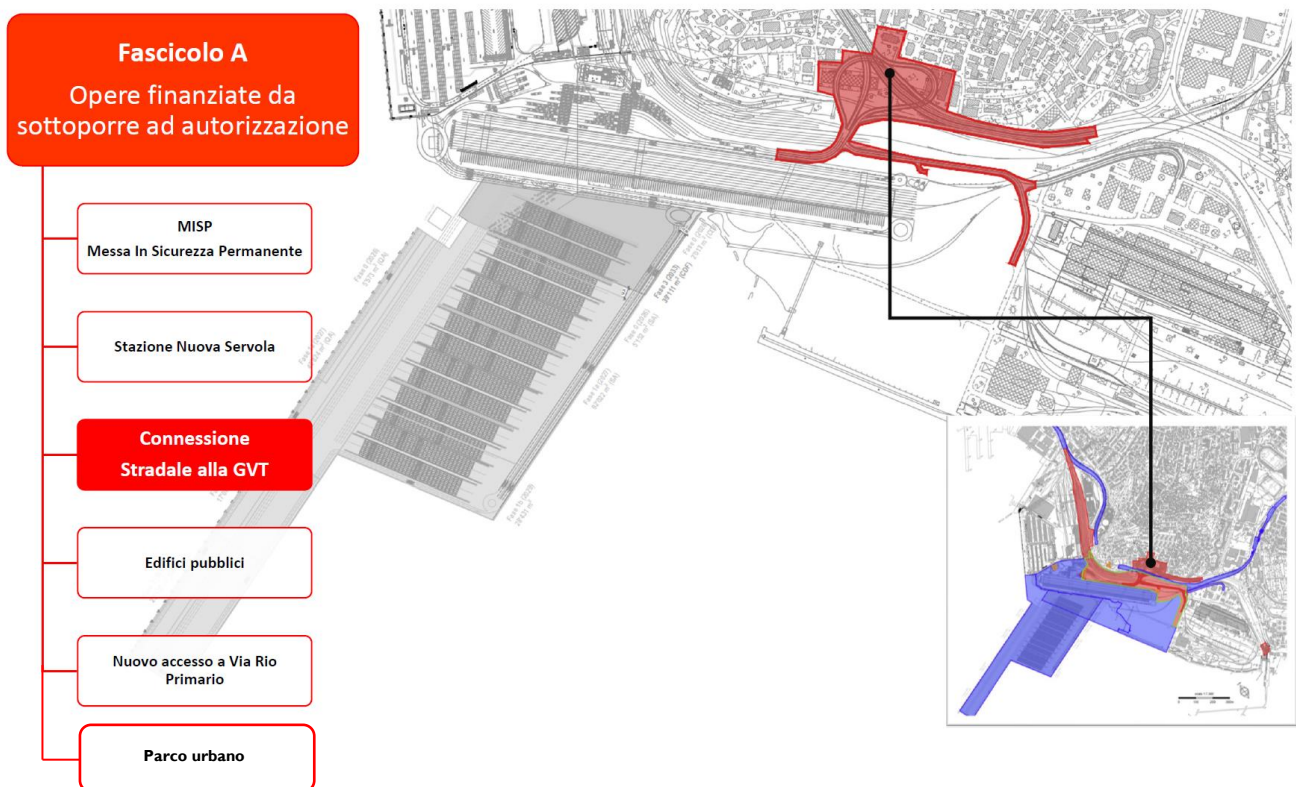 Fascicolo A
Opere finanziate da
sottoporre ad autorizzazione
MISP
Messa In Sicurezza Permanente
Stazione Nuova Servola
Connessione
Stradale alla GVT
Edifici pubblici
Nuovo accesso a Via Rio
Primario
Parco urbano